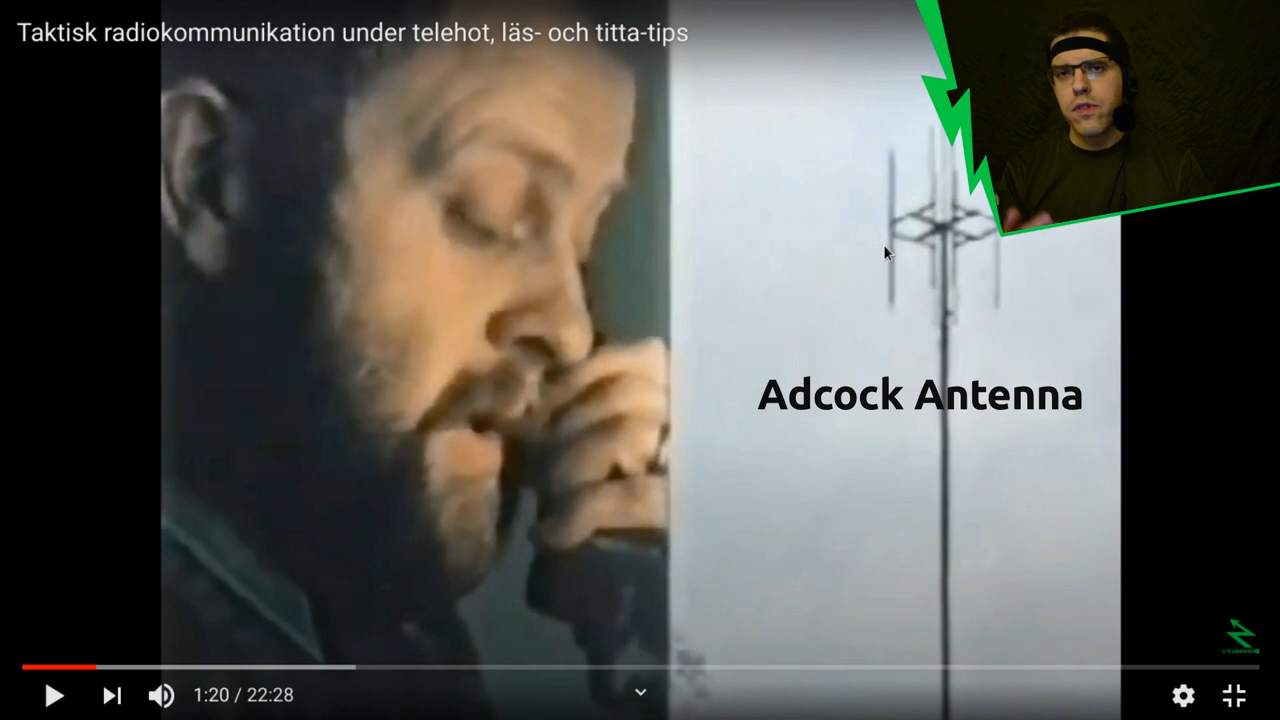 Taktisk radiokommunikation under telehot, läs- och titta-tips
Adcock Antenna
1:20 / 22:28